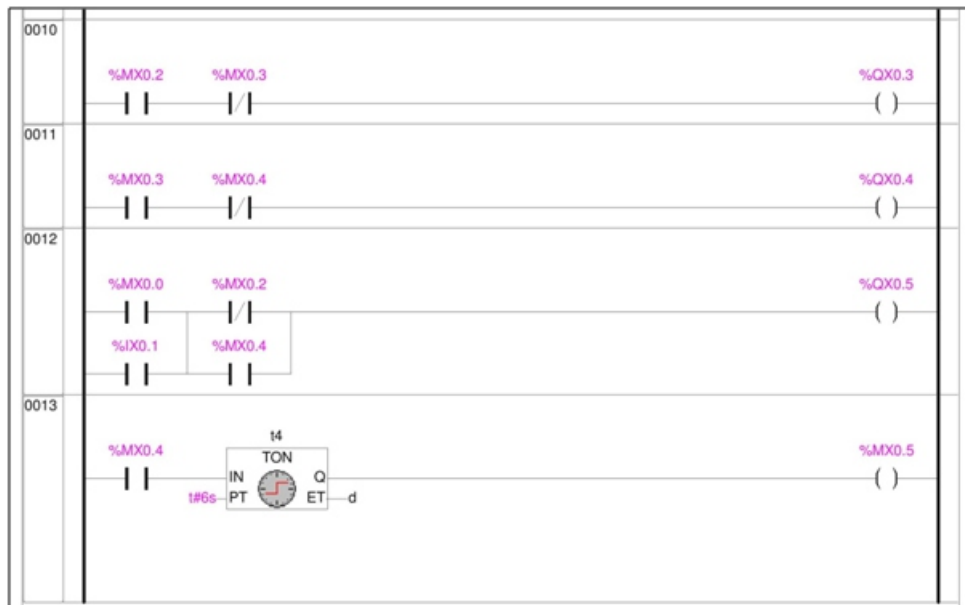 0010
%MX0.2 %MX0.3 %QX0.3
0011
%MX0.3 %MX0.4 %QX0.4
0012
%MX0.0 %MX0.2 %QX0.5
%IX0.1 %MX0.4
0013
t4
%MX0.4 TON %MX0.5
IN Q
t#6s PT ET d